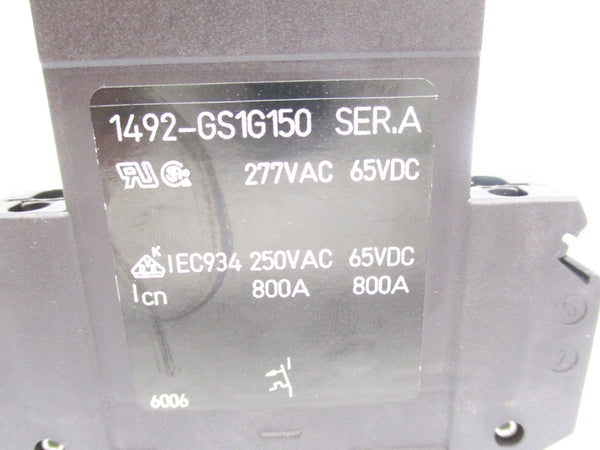 1492-GS1G150 SER.A
277VAC 65VDC
K
IEC934 250VAC 65VDC
Icn 800A 800A
6006